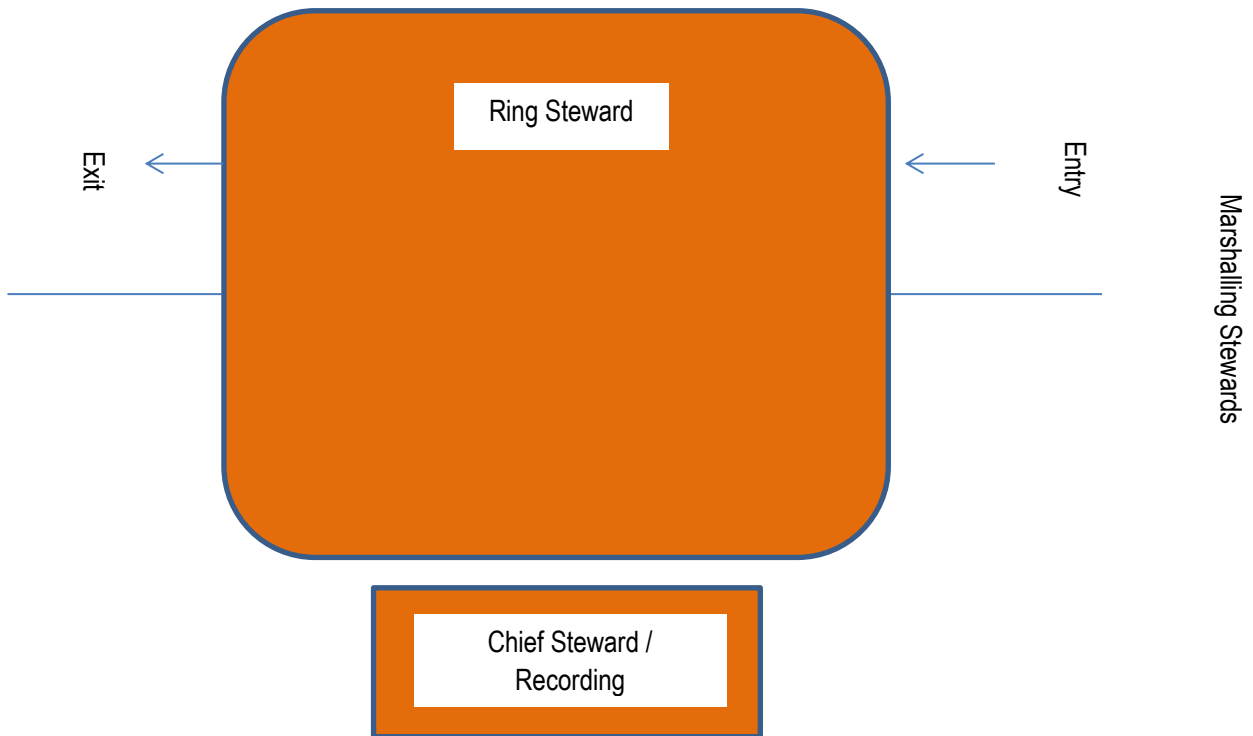 Ring Steward
Exit
Entry
Marshalling Stewards
Chief Steward /
Recording